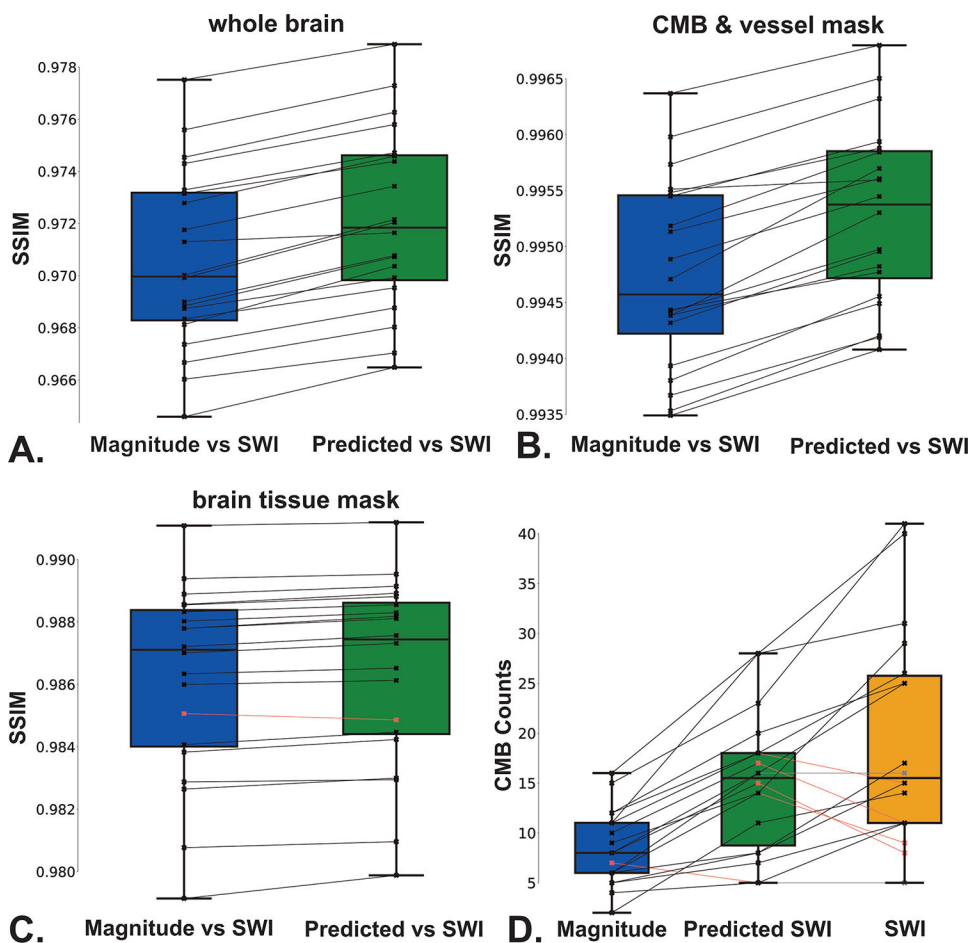 whole brain
0.978
0.976
0.974
0.972
0.970
0.968
0.966
SSIM
A.
Magnitude vs SWI
Predicted vs SWI
CMB & vessel mask
0.9965
0.9960
0.9955
0.9950
0.9945
0.9940
0.9935
SSIM
B.
Magnitude vs SWI
Predicted vs SWI
brain tissue mask
0.990
0.988
0.986
0.984
0.982
0.980
SSIM
C.
Magnitude vs SWI
Predicted vs SWI
40
35
30
25
20
15
10
5
CMB Counts
D.
Magnitude
Predicted SWI
SWI